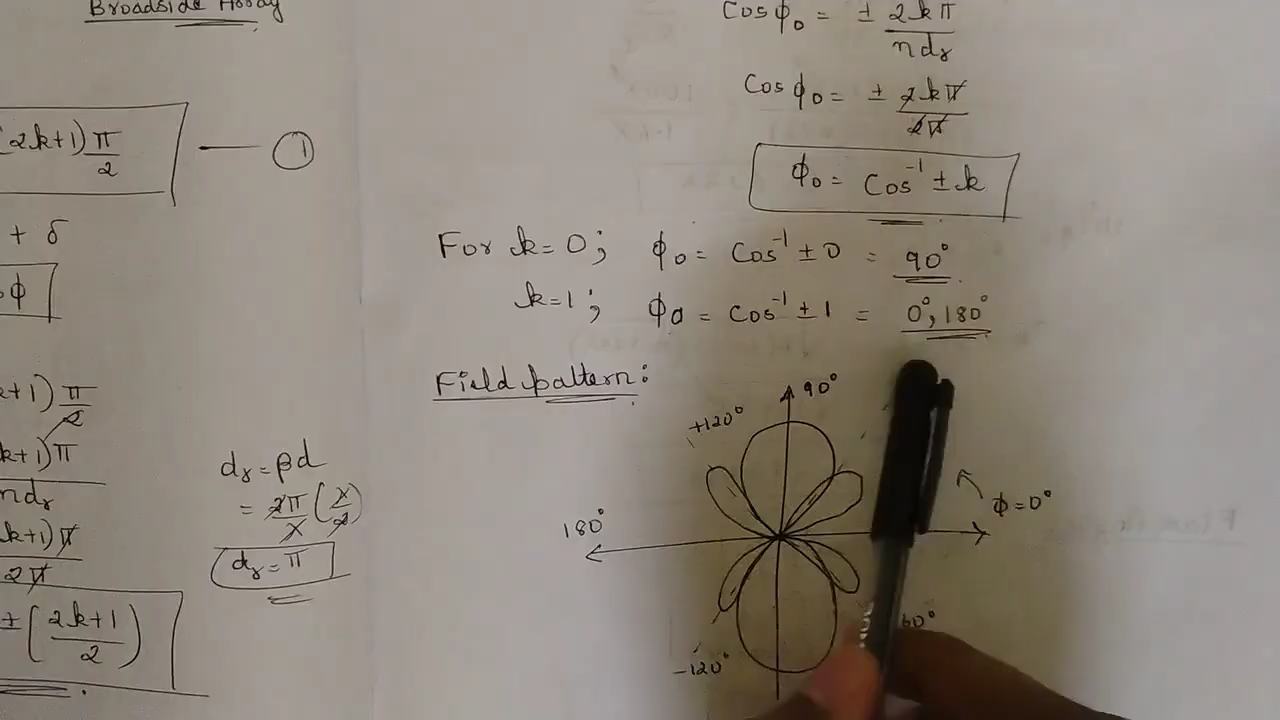 Broadside Array
(2k+1) π/2 —— ①
+ δ
φ
k+1) π/2
k+1) π
ndᵣ
k+1) π
2π
± (2k+1 / 2)
dᵣ = βd
= 2π/λ (λ/2)
dᵣ = π
Cos φ₀ = ± 2kπ / ndᵣ
Cos φ₀ = ± 2kπ / 2π
φ₀ = Cos⁻¹ ± k
For k = 0 ; φ₀ = Cos⁻¹ ± 0 = 90°
k = 1 ; φ₀ = Cos⁻¹ ± 1 = 0°, 180°
Field pattern :
90°
+120°
φ = 0°
180°
60°
-120°